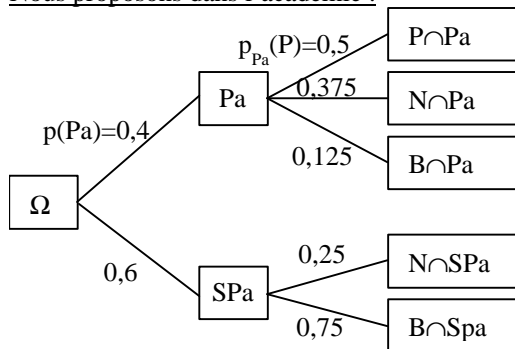 Nous proposons dans l'académie :
p_Pa(P)=0,5
P∩Pa
0,375
Pa
N∩Pa
p(Pa)=0,4
0,125
B∩Pa
Ω
0,6
0,25
N∩SPa
SPa
0,75
B∩Spa